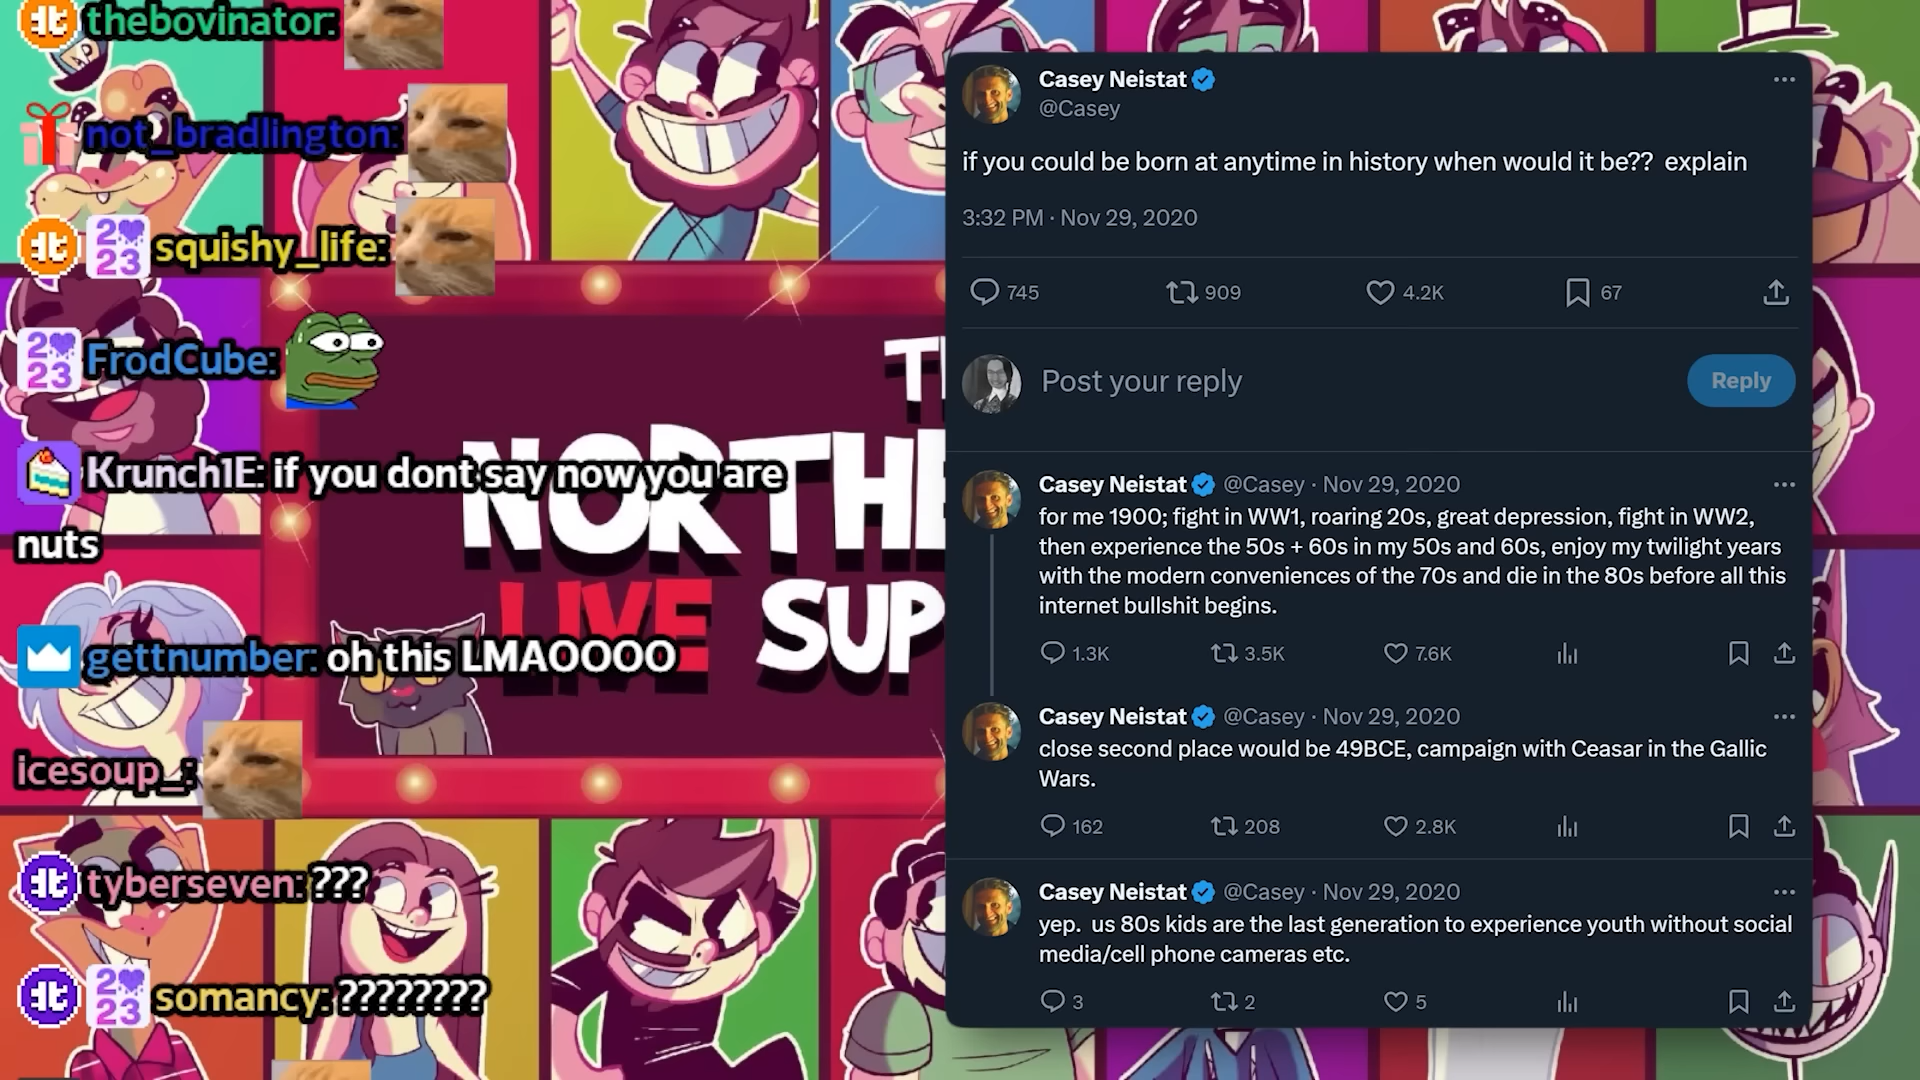 thebovinator:
not_bradlington:
squishy_life:
FrodCube:
Krunch1E: if you dont say now you are
nuts
gettnumber: oh this LMAOOOO
icesoup_:
tyberseven: ???
somancy: ????????
2023
2023
2023
NORTHE
LIVE SUP
Casey Neistat
@Casey
if you could be born at anytime in history when would it be?? explain
3:32 PM · Nov 29, 2020
745 909 4.2K 67
Post your reply
Reply
Casey Neistat @Casey · Nov 29, 2020
for me 1900; fight in WW1, roaring 20s, great depression, fight in WW2,
then experience the 50s + 60s in my 50s and 60s, enjoy my twilight years
with the modern conveniences of the 70s and die in the 80s before all this
internet bullshit begins.
1.3K 3.5K 7.6K
Casey Neistat @Casey · Nov 29, 2020
close second place would be 49BCE, campaign with Ceasar in the Gallic
Wars.
162 208 2.8K
Casey Neistat @Casey · Nov 29, 2020
yep. us 80s kids are the last generation to experience youth without social
media/cell phone cameras etc.
3 2 5